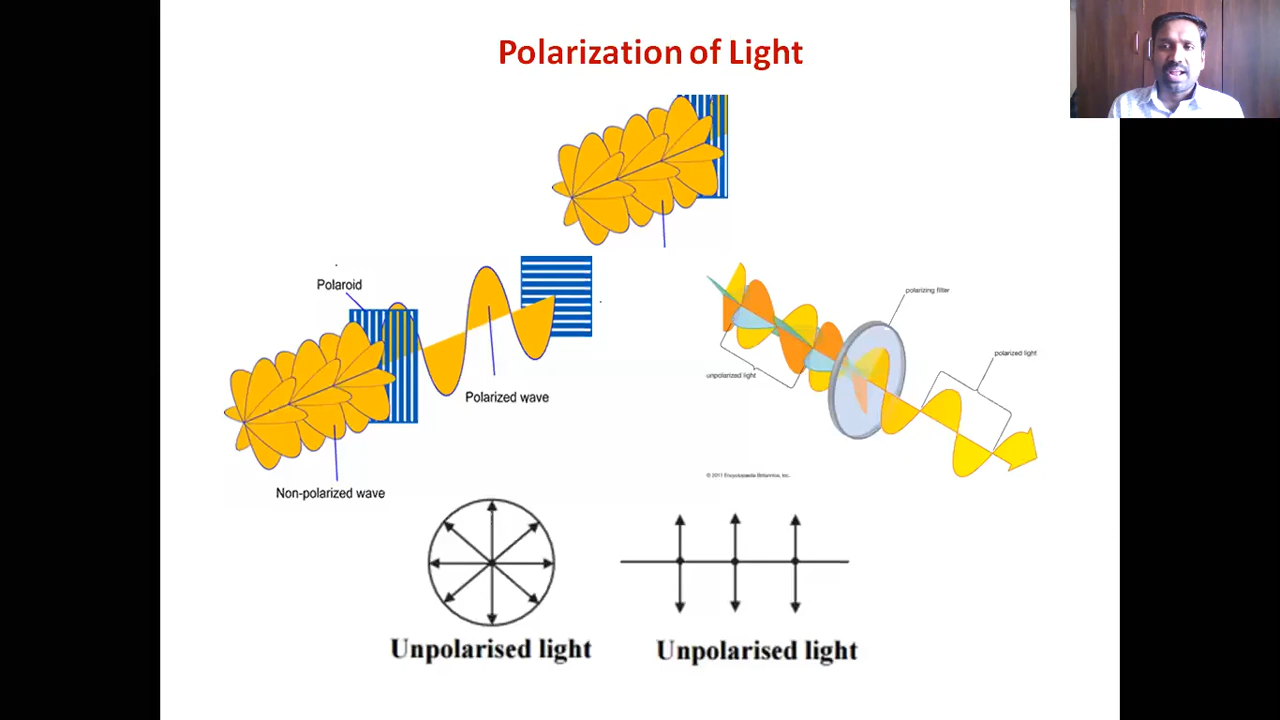 Polarization of Light
Polaroid
Polarized wave
Non-polarized wave
polarizing filter
unpolarized light
polarized light
© 2011 Encyclopædia Britannica, Inc.
Unpolarised light
Unpolarised light